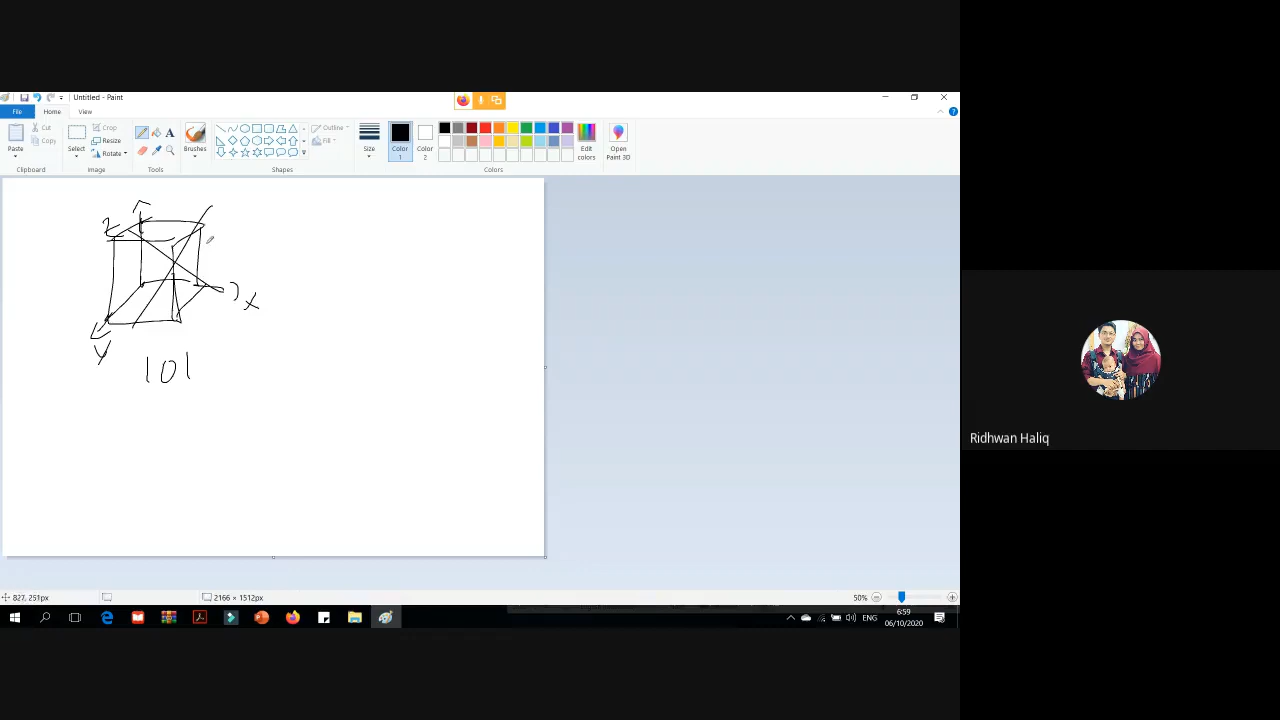 Untitled - Paint
File Home View
Cut
Copy
Paste
Clipboard
Crop
Resize
Rotate
Select
Image
A
Tools
Brushes
Outline
Fill
Shapes
Size
Color 1
Color 2
Edit colors
Colors
Open Paint 3D
Z
X
Y
101
Ridhwan Haliq
827, 251px
2166 × 1512px
50%
ENG
6:59
06/10/2020